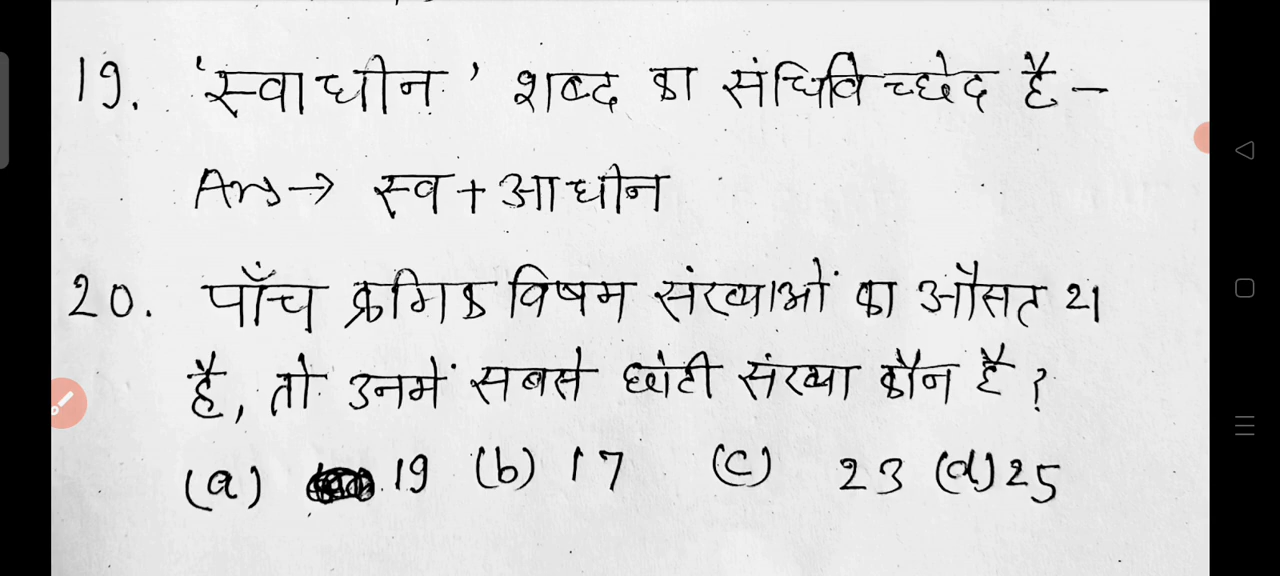 19. 'स्वाधीन' शब्द का संधिविच्छेद है -
Ans → स्व + आधीन
20. पाँच क्रमिक विषम संख्याओं का औसत 21
है, तो उनमें सबसे छोटी संख्या कौन है ?
(a) 19 (b) 17 (c) 23 (d) 25